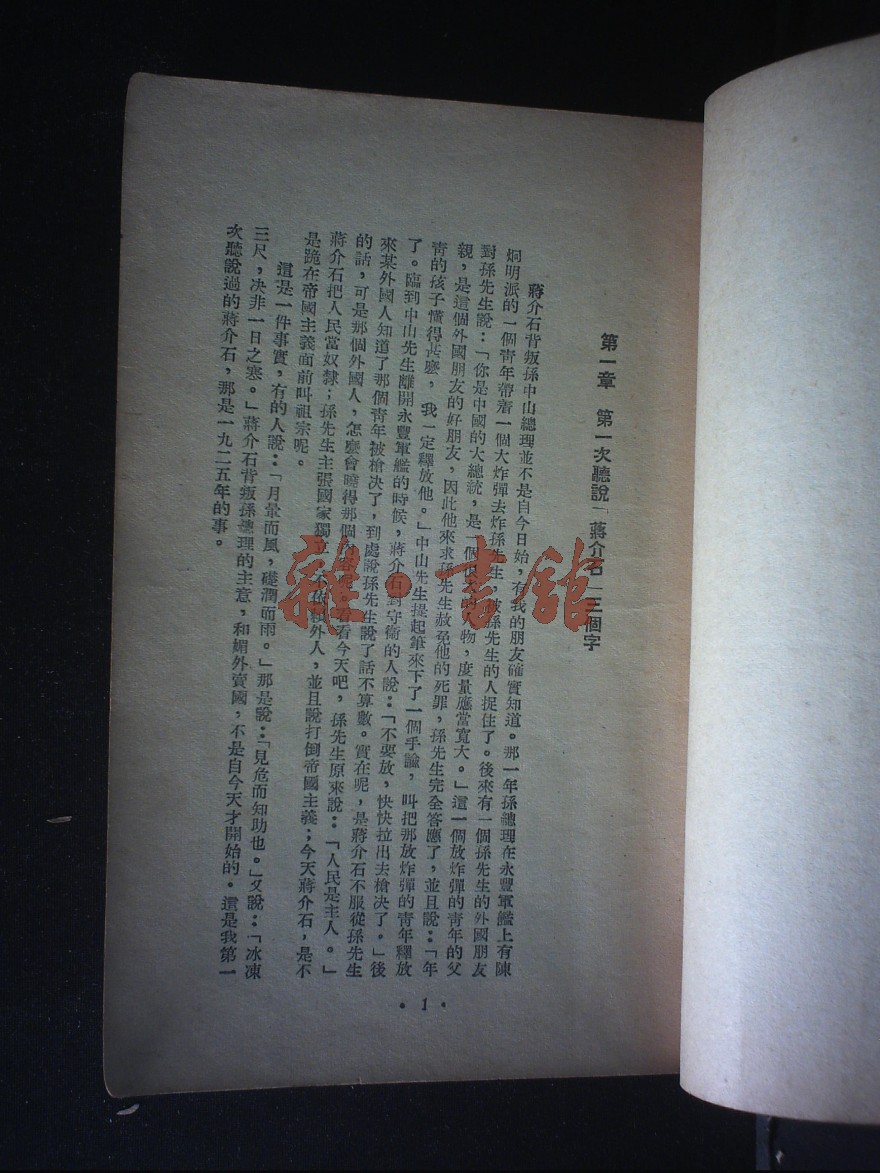 第一章 第一次聽說「蔣介石」三個字
蔣介石背叛孫中山總理並不是自今日始,有我的朋友確實知道。那一年孫總理在永豐軍艦上有陳
烱明派的一個青年帶着一個大炸彈去炸孫先生,被孫先生的人捉住了。後來有一個孫先生的外國朋友
對孫先生說:「你是中國的大總統,是一個偉大的人物,度量應當寬大。」這一個放炸彈的青年的父
親,是這個外國朋友的好朋友,因此他來求孫先生赦免他的死罪,孫先生完全答應了,並且說:「年
青的孩子懂得甚麼,我一定釋放他。」中山先生提起筆來下了一個手諭,叫把那放炸彈的青年釋放
了。臨到中山先生離開永豐軍艦的時候,蔣介石對守衞的人說:「不要放,快快拉出去槍決了。」後
來某外國人知道了那個青年被槍決了,到處說孫先生說了話不算數。實在呢,是蔣介石不服從孫先生
的話,可是那個外國人,怎麼會曉得那個內容呢。看看今天吧,孫先生原來說:「人民是主人。」
蔣介石把人民當奴隸;孫先生主張國家獨立,不依賴外人,並且說打倒帝國主義;今天蔣介石,是不
是跪在帝國主義面前叫祖宗呢。
這是一件事實,有的人說:「月暈而風,礎潤而雨。」那是說:「見危而知助也。」又說:「冰凍
三尺,決非一日之寒。」蔣介石背叛孫總理的主意,和媚外賣國,不是自今天才開始的。這是我第一
次聽說過的蔣介石,那是一九二五年的事。
• 1 •
雜·書館